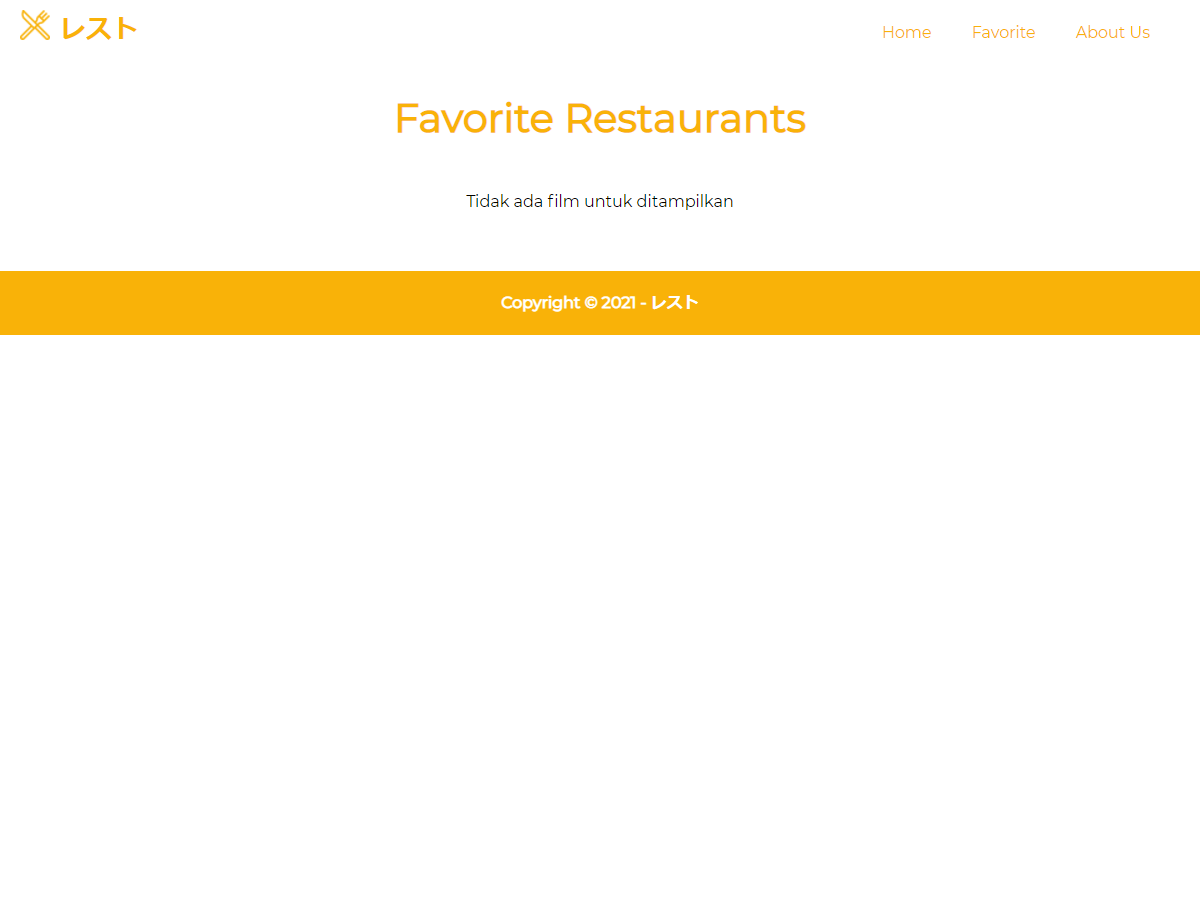 レスト
Home Favorite About Us
Favorite Restaurants
Tidak ada film untuk ditampilkan
Copyright © 2021 - レスト